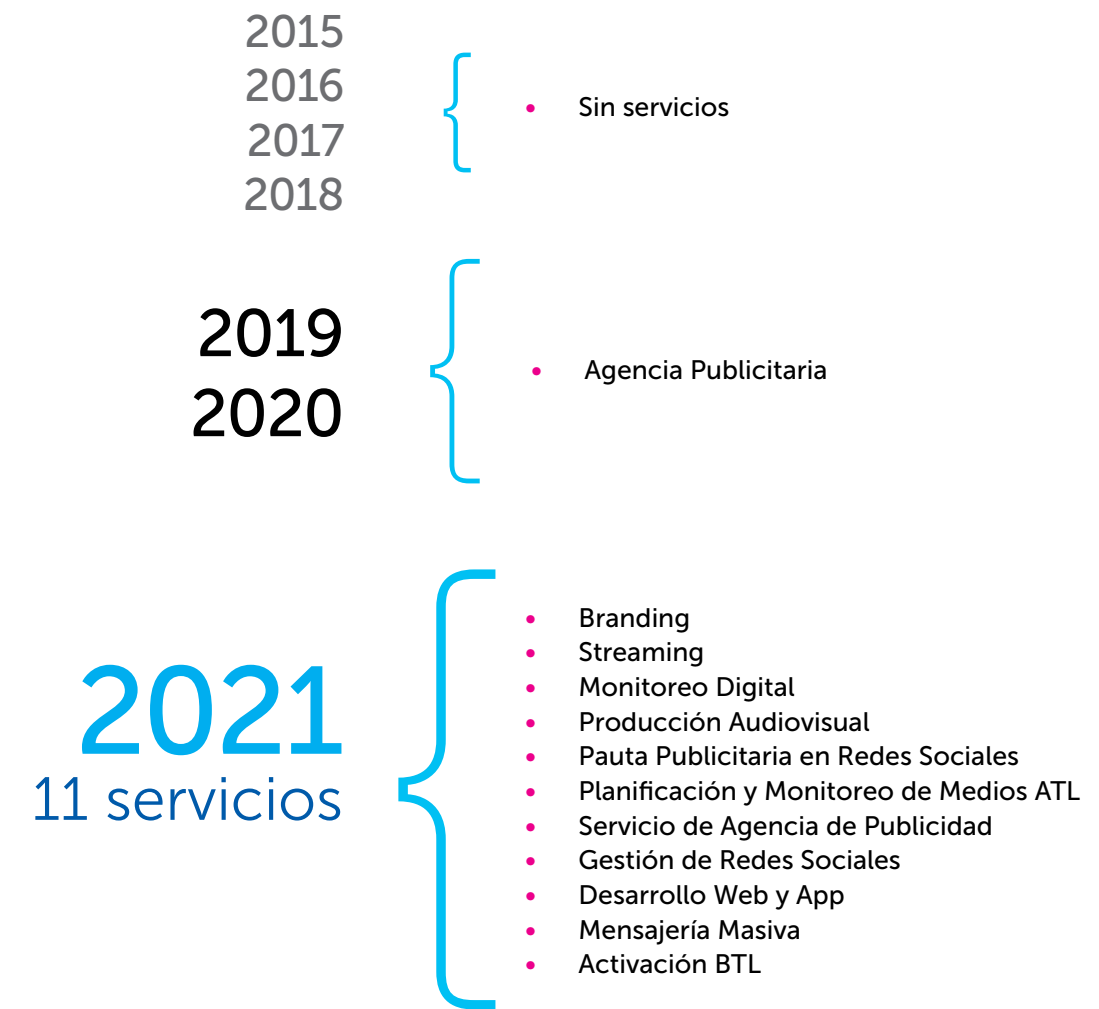 2015
2016
2017
2018
• Sin servicios
2019
2020
• Agencia Publicitaria
2021
11 servicios
• Branding
• Streaming
• Monitoreo Digital
• Producción Audiovisual
• Pauta Publicitaria en Redes Sociales
• Planificación y Monitoreo de Medios ATL
• Servicio de Agencia de Publicidad
• Gestión de Redes Sociales
• Desarrollo Web y App
• Mensajería Masiva
• Activación BTL